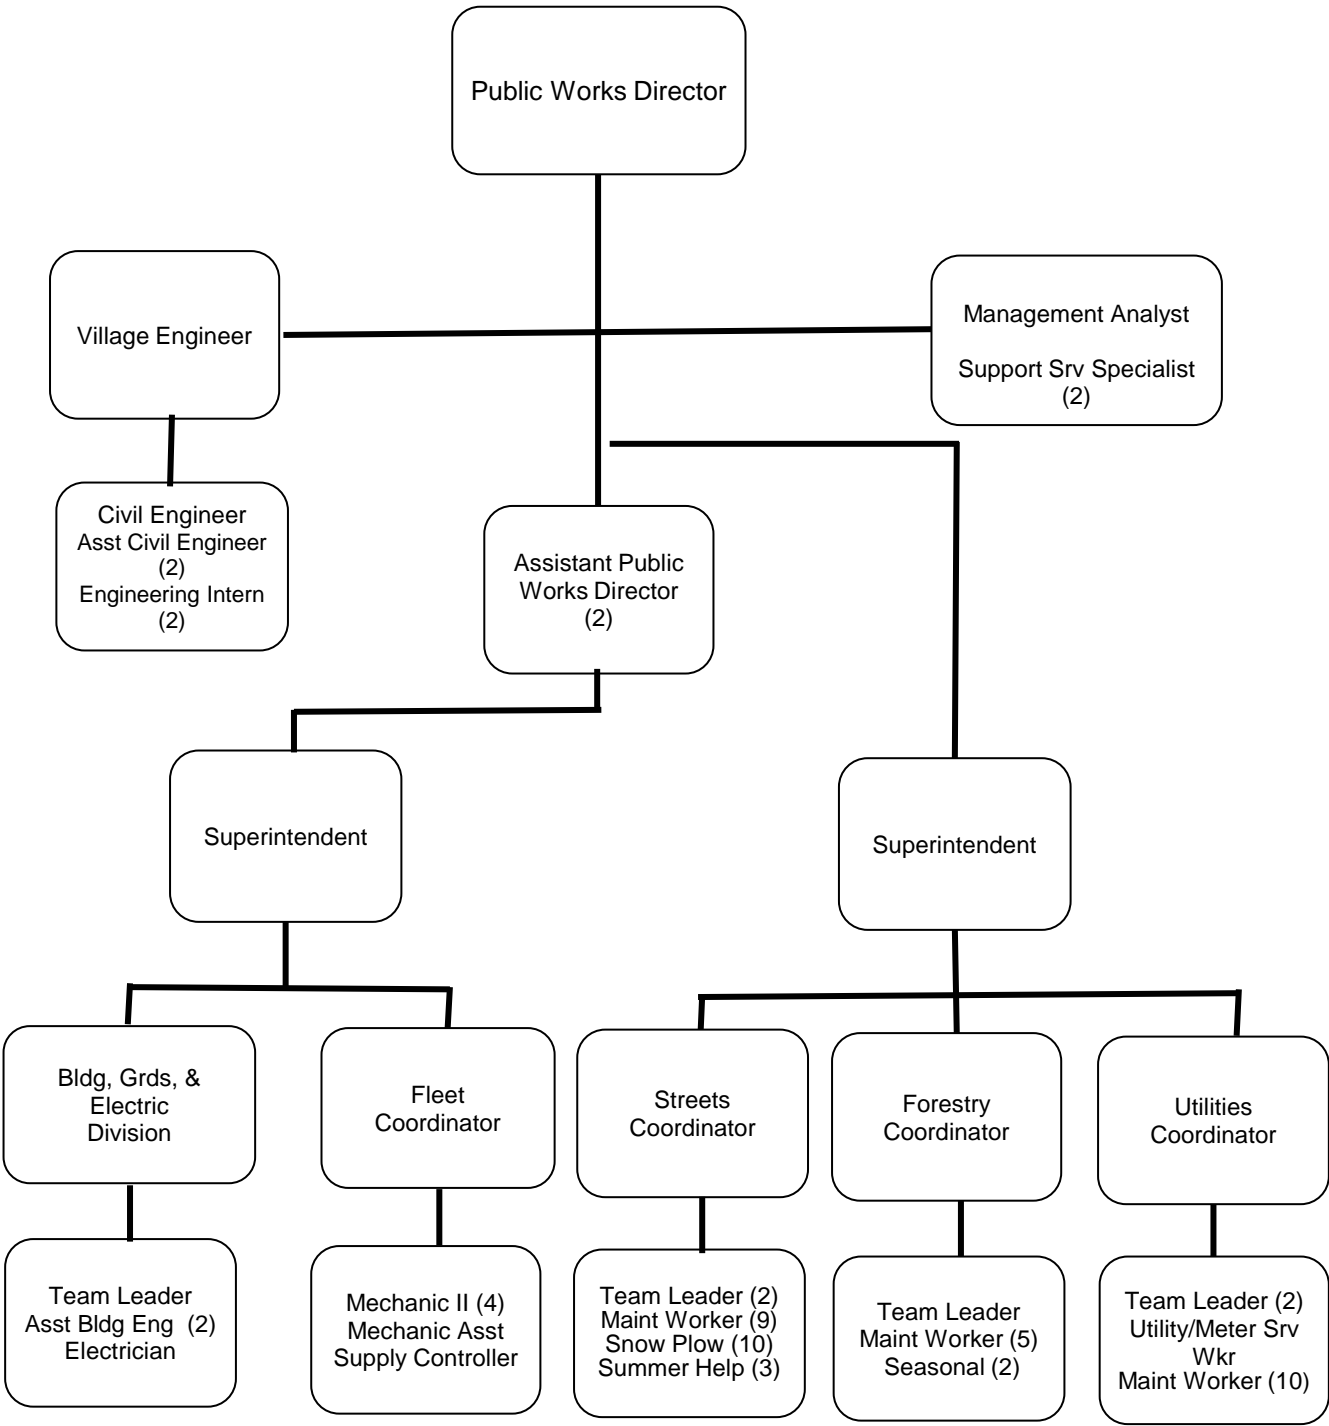 Public Works Director
Village Engineer
Management Analyst
Support Srv Specialist
(2)
Civil Engineer
Asst Civil Engineer
(2)
Engineering Intern
(2)
Assistant Public
Works Director
(2)
Superintendent
Superintendent
Bldg, Grds, &
Electric
Division
Fleet
Coordinator
Streets
Coordinator
Forestry
Coordinator
Utilities
Coordinator
Team Leader
Asst Bldg Eng (2)
Electrician
Mechanic II (4)
Mechanic Asst
Supply Controller
Team Leader (2)
Maint Worker (9)
Snow Plow (10)
Summer Help (3)
Team Leader
Maint Worker (5)
Seasonal (2)
Team Leader (2)
Utility/Meter Srv
Wkr
Maint Worker (10)